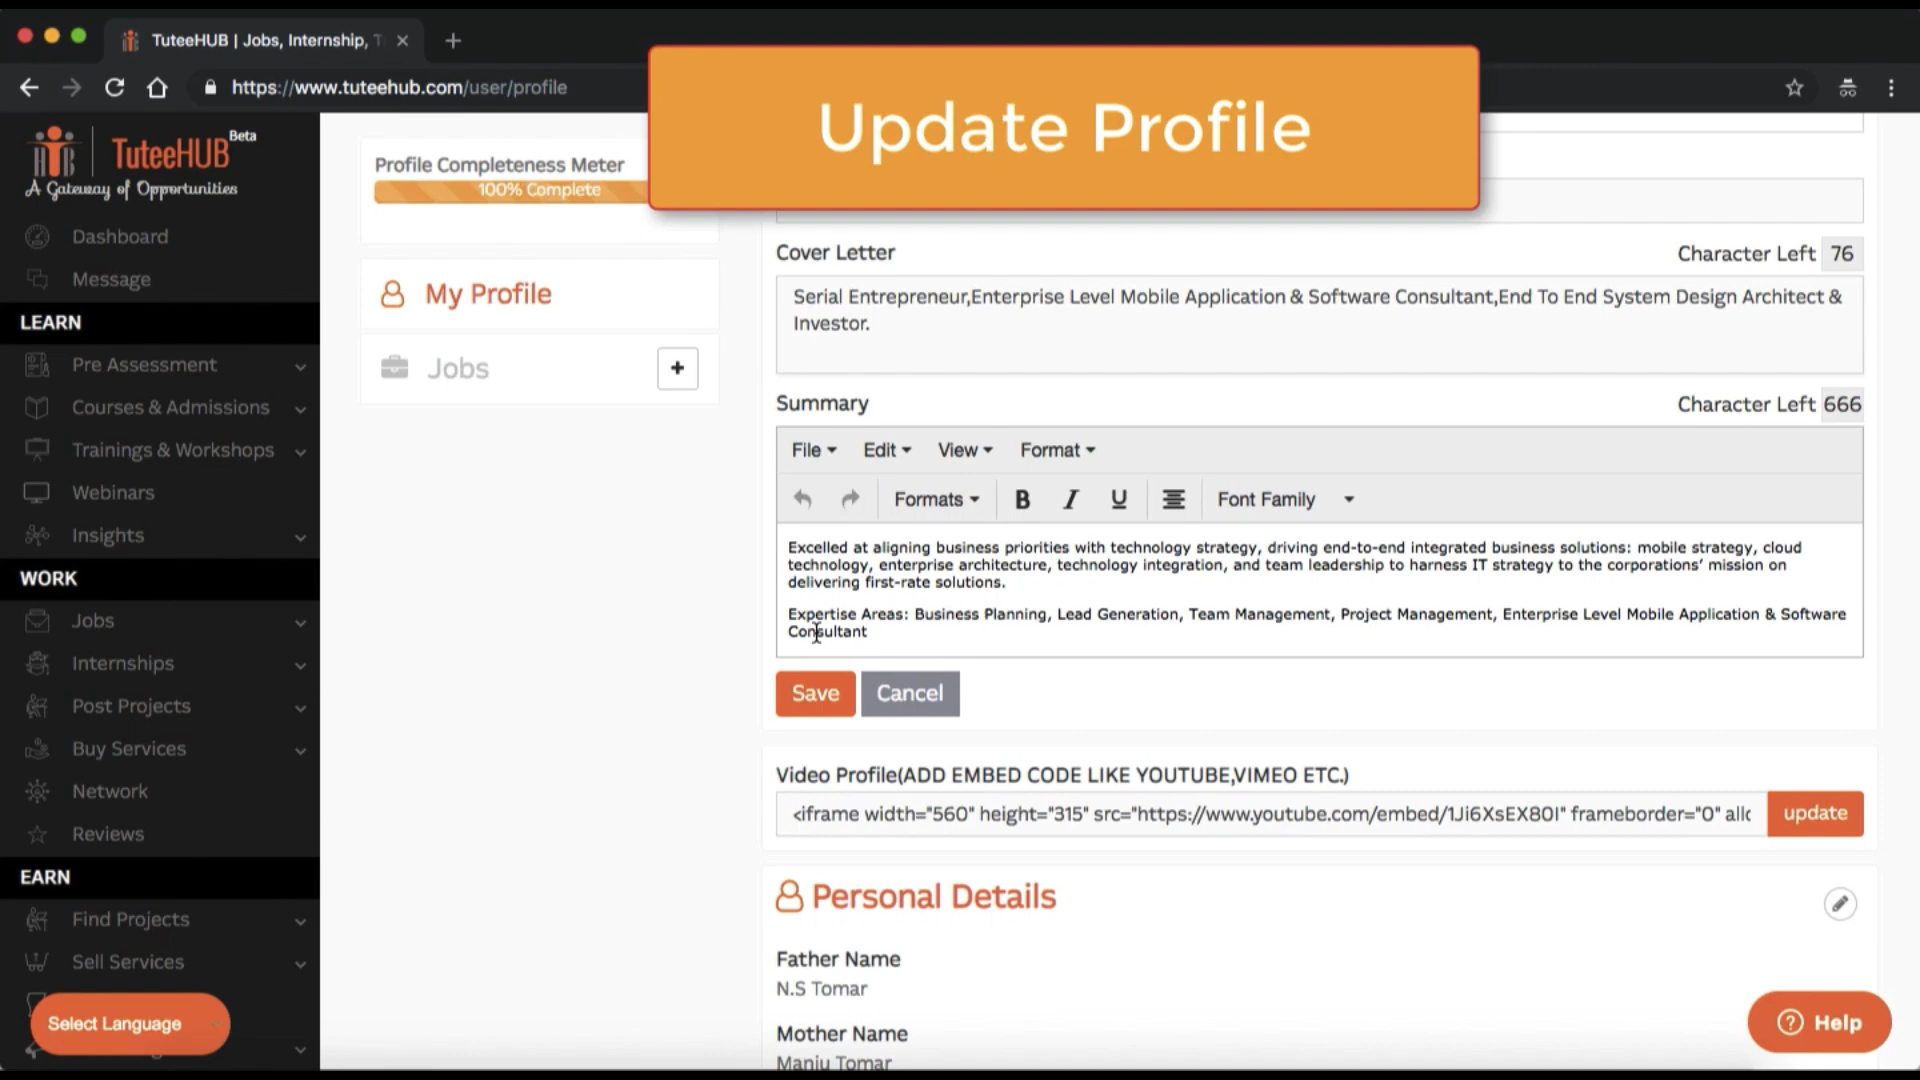 TuteeHUB | Jobs, Internship, T
https://www.tuteehub.com/user/profile
Update Profile
TuteeHUB Beta
A Gateway of Opportunities
Dashboard
Message
LEARN
Pre Assessment
Courses & Admissions
Trainings & Workshops
Webinars
Insights
WORK
Jobs
Internships
Post Projects
Buy Services
Network
Reviews
EARN
Find Projects
Sell Services
Select Language
Profile Completeness Meter
100% Complete
My Profile
Jobs
+
Cover Letter
Character Left 76
Serial Entrepreneur,Enterprise Level Mobile Application & Software Consultant,End To End System Design Architect &
Investor.
Summary
Character Left 666
File Edit View Format
Formats B I U Font Family
Excelled at aligning business priorities with technology strategy, driving end-to-end integrated business solutions: mobile strategy, cloud
technology, enterprise architecture, technology integration, and team leadership to harness IT strategy to the corporations’ mission on
delivering first-rate solutions.
Expertise Areas: Business Planning, Lead Generation, Team Management, Project Management, Enterprise Level Mobile Application & Software
Consultant
Save Cancel
Video Profile(ADD EMBED CODE LIKE YOUTUBE,VIMEO ETC.)
<iframe width="560" height="315" src="https://www.youtube.com/embed/1Ji6XsEX80I" frameborder="0" allo
update
Personal Details
Father Name
N.S Tomar
Mother Name
Manju Tomar
Help